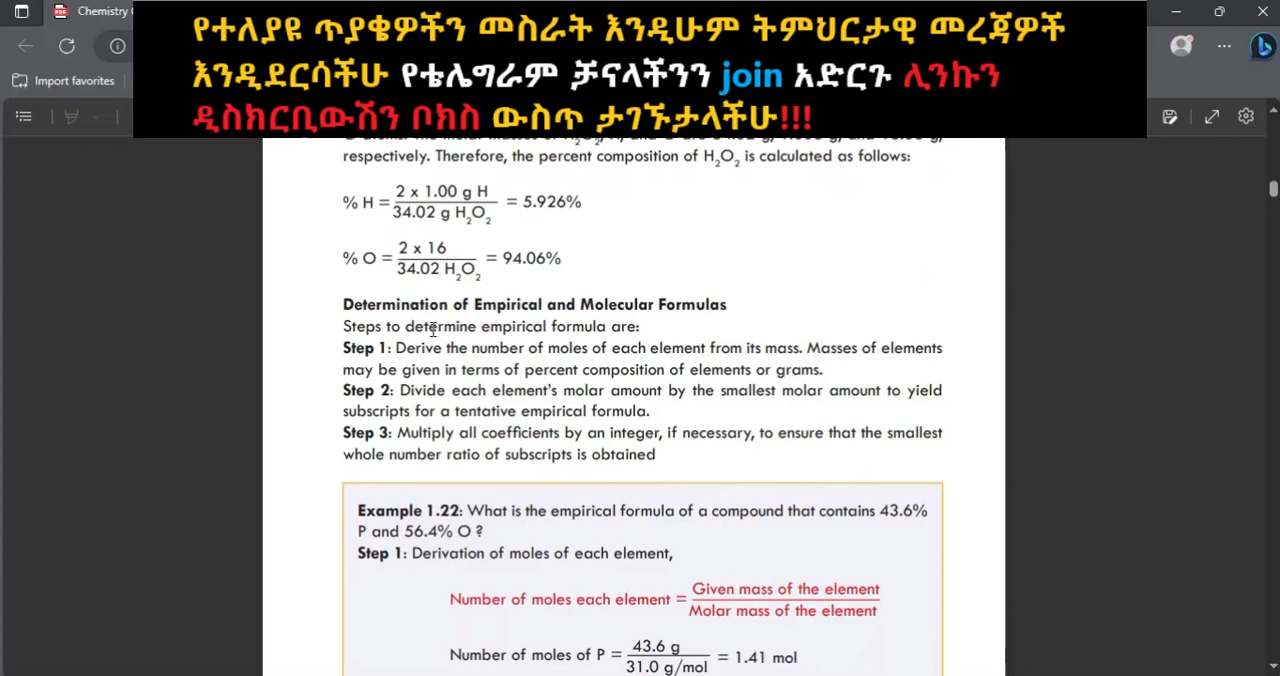 Chemistry
Import favorites
የተለያዩ ጥያቄዎችን መስራት እንዲሁም ትምህርታዊ መረጃዎች
እንዲደርሳችሁ የቴሌግራም ቻናላችንን join አድርጉ ሊንኩን
ዲስክርቢውሽን ቦክስ ውስጥ ታገኙታላችሁ!!!
respectively. Therefore, the percent composition of H2O2 is calculated as follows:
% H = 2 x 1.00 g H / 34.02 g H2O2 = 5.926%
% O = 2 x 16 / 34.02 H2O2 = 94.06%
Determination of Empirical and Molecular Formulas
Steps to determine empirical formula are:
Step 1: Derive the number of moles of each element from its mass. Masses of elements
may be given in terms of percent composition of elements or grams.
Step 2: Divide each element's molar amount by the smallest molar amount to yield
subscripts for a tentative empirical formula.
Step 3: Multiply all coefficients by an integer, if necessary, to ensure that the smallest
whole number ratio of subscripts is obtained
Example 1.22: What is the empirical formula of a compound that contains 43.6%
P and 56.4% O ?
Step 1: Derivation of moles of each element,
Number of moles each element = Given mass of the element / Molar mass of the element
Number of moles of P = 43.6 g / 31.0 g/mol = 1.41 mol